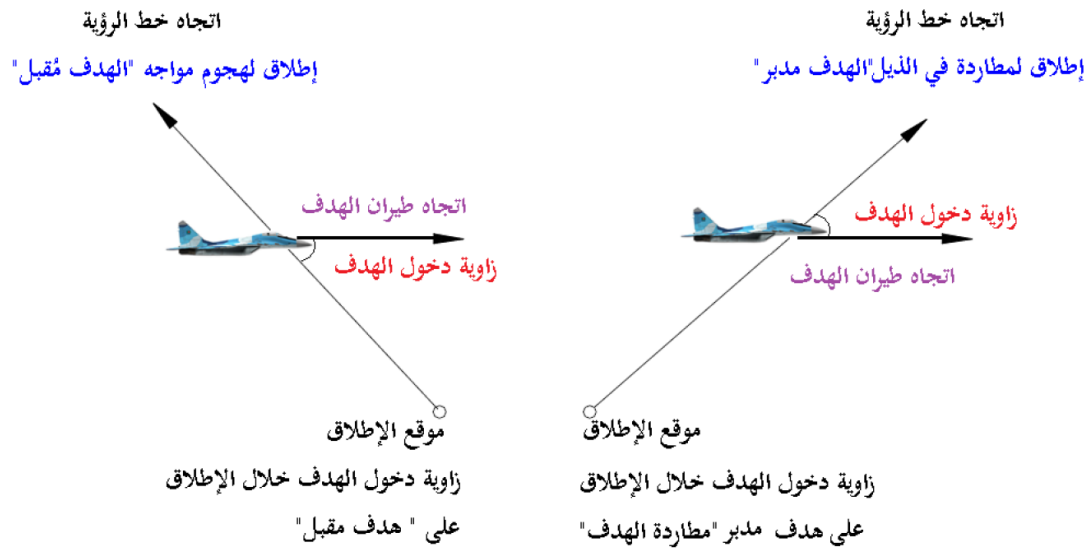 اتجاه خط الرؤية
إطلاق لمطاردة في الذيل"الهدف مدبر "
زاوية دخول الهدف
اتجاه طيران الهدف
موقع الإطلاق
زاوية دخول الهدف خلال الإطلاق
على هدف مدبر "مطاردة الهدف"
اتجاه خط الرؤية
إطلاق لهجوم مواجه "الهدف مُقبل"
اتجاه طيران الهدف
زاوية دخول الهدف
موقع الإطلاق
زاوية دخول الهدف خلال الإطلاق
على " هدف مقبل"